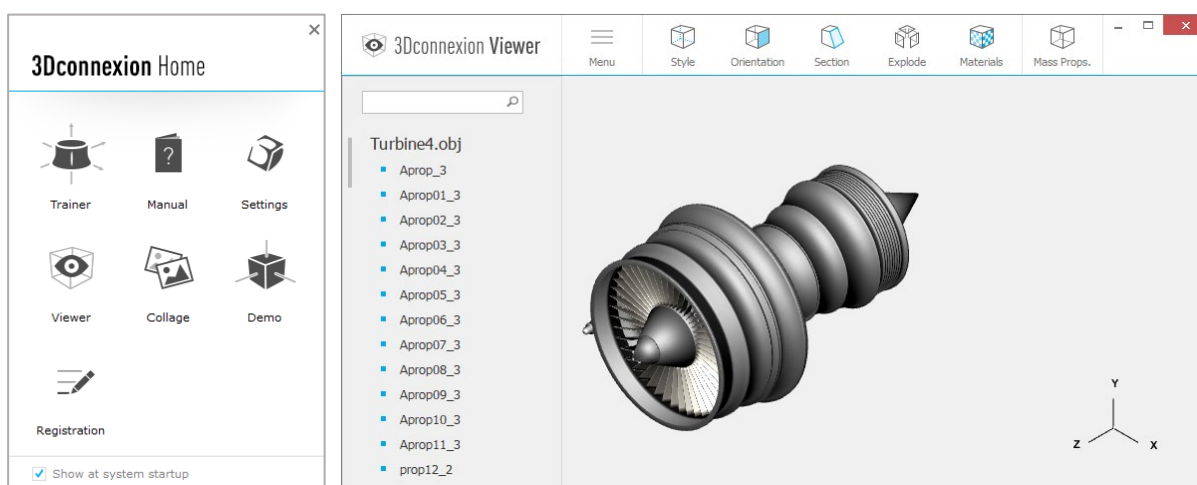 3Dconnexion Home
Trainer Manual Settings
Viewer Collage Demo
Registration
Show at system startup
3Dconnexion Viewer
Menu Style Orientation Section Explode Materials Mass Props.
Turbine4.obj
Aprop_3
Aprop01_3
Aprop02_3
Aprop03_3
Aprop04_3
Aprop05_3
Aprop06_3
Aprop07_3
Aprop08_3
Aprop09_3
Aprop10_3
Aprop11_3
prop12_2
Y
Z X